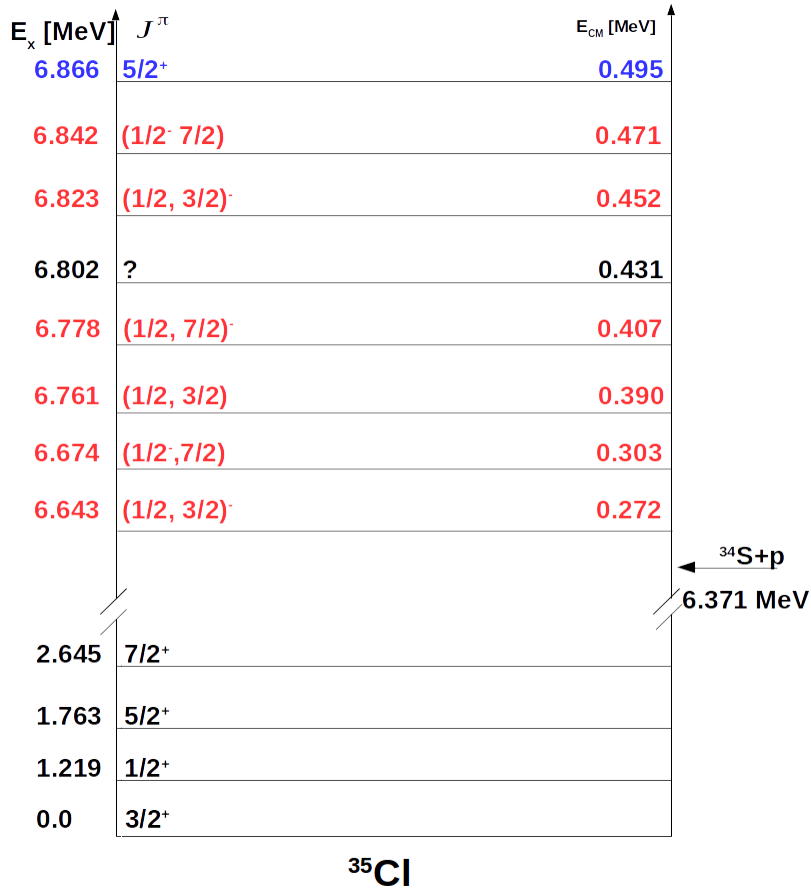 E_x [MeV] J^π E_CM [MeV]
6.866 5/2⁺ 0.495
6.842 (1/2⁻ 7/2) 0.471
6.823 (1/2, 3/2)⁻ 0.452
6.802 ? 0.431
6.778 (1/2, 7/2)⁻ 0.407
6.761 (1/2, 3/2) 0.390
6.674 (1/2⁻,7/2) 0.303
6.643 (1/2, 3/2)⁻ 0.272
³⁴S+p
6.371 MeV
2.645 7/2⁺
1.763 5/2⁺
1.219 1/2⁺
0.0 3/2⁺
³⁵Cl